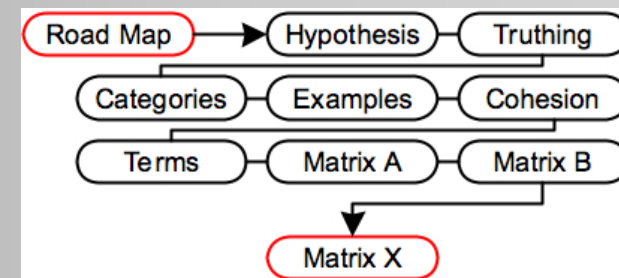 Road Map Hypothesis Truthing
Categories Examples Cohesion
Terms Matrix A Matrix B
Matrix X